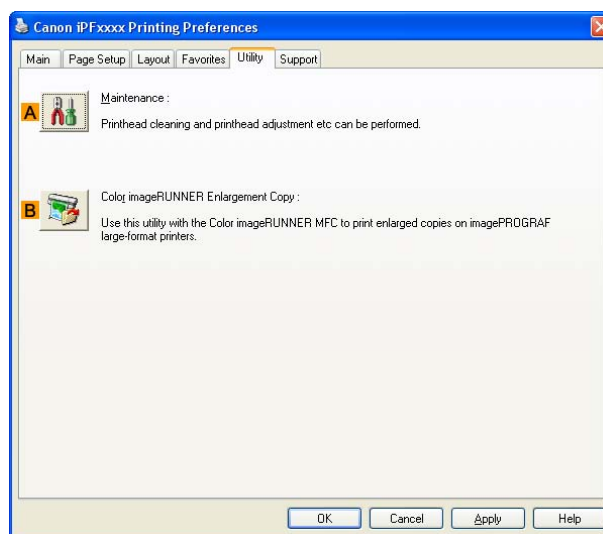 Canon iPFxxxx Printing Preferences
Main Page Setup Layout Favorites Utility Support
A
Maintenance :
Printhead cleaning and printhead adjustment etc can be performed.
B
Color imageRUNNER Enlargement Copy :
Use this utility with the Color imageRUNNER MFC to print enlarged copies on imagePROGRAF
large-format printers.
OK Cancel Apply Help